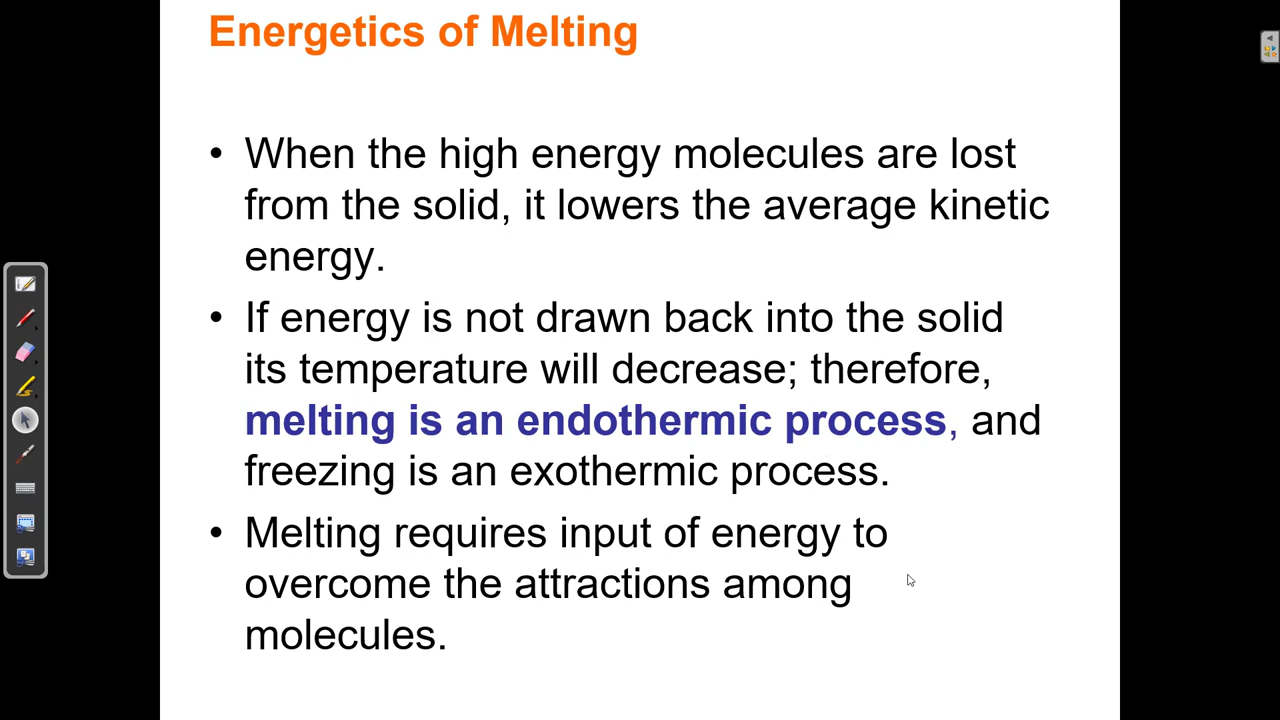 Energetics of Melting
• When the high energy molecules are lost
from the solid, it lowers the average kinetic
energy.
• If energy is not drawn back into the solid
its temperature will decrease; therefore,
melting is an endothermic process, and
freezing is an exothermic process.
• Melting requires input of energy to
overcome the attractions among
molecules.